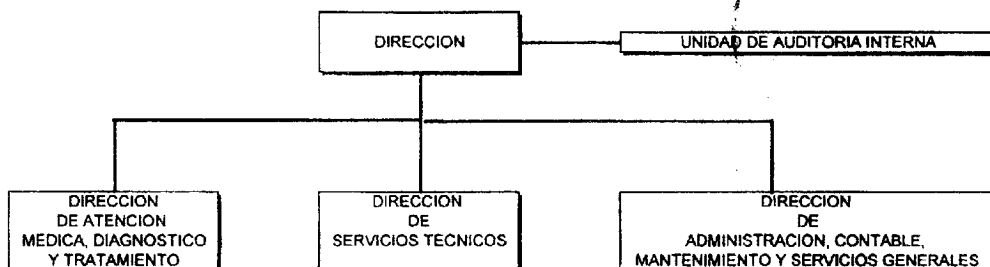 DIRECCION
UNIDAD DE AUDITORIA INTERNA
DIRECCION
DE ATENCION
MEDICA, DIAGNOSTICO
Y TRATAMIENTO
DIRECCION
DE
SERVICIOS TECNICOS
DIRECCION
DE
ADMINISTRACION, CONTABLE,
MANTENIMIENTO Y SERVICIOS GENERALES